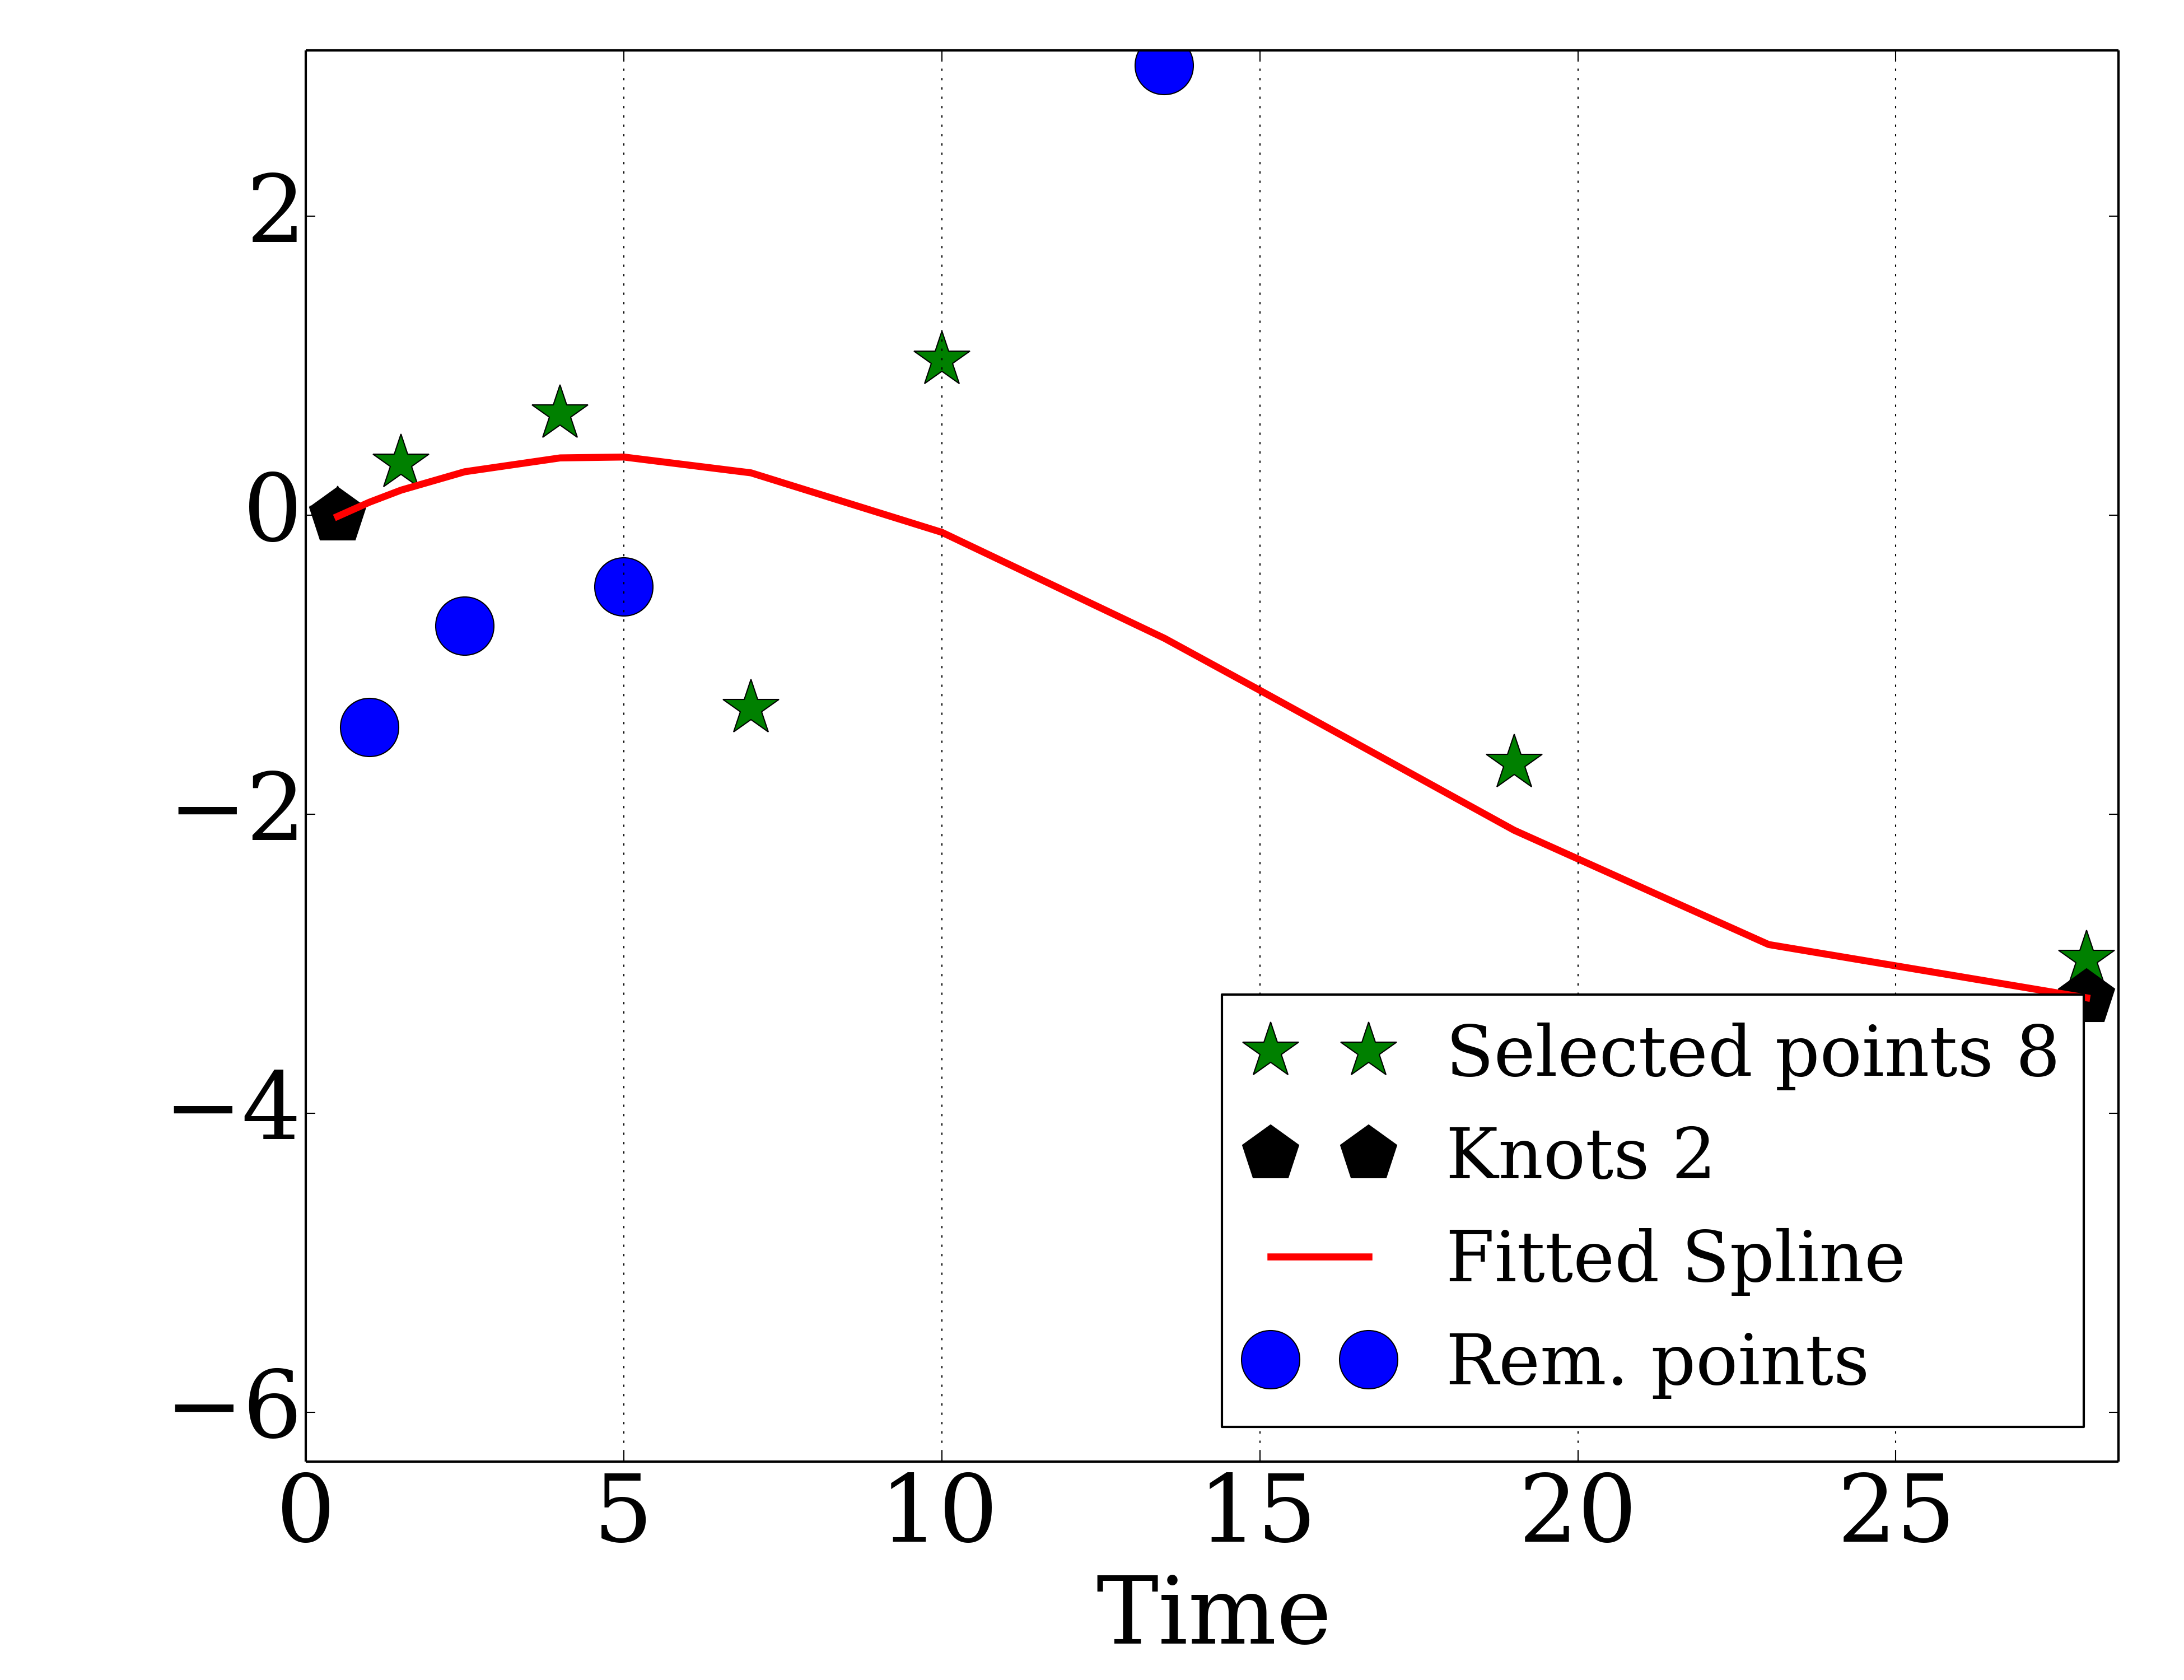 2
0
−2
−4
−6
0 5 10 15 20 25
Time
Selected points 8
Knots 2
Fitted Spline
Rem. points